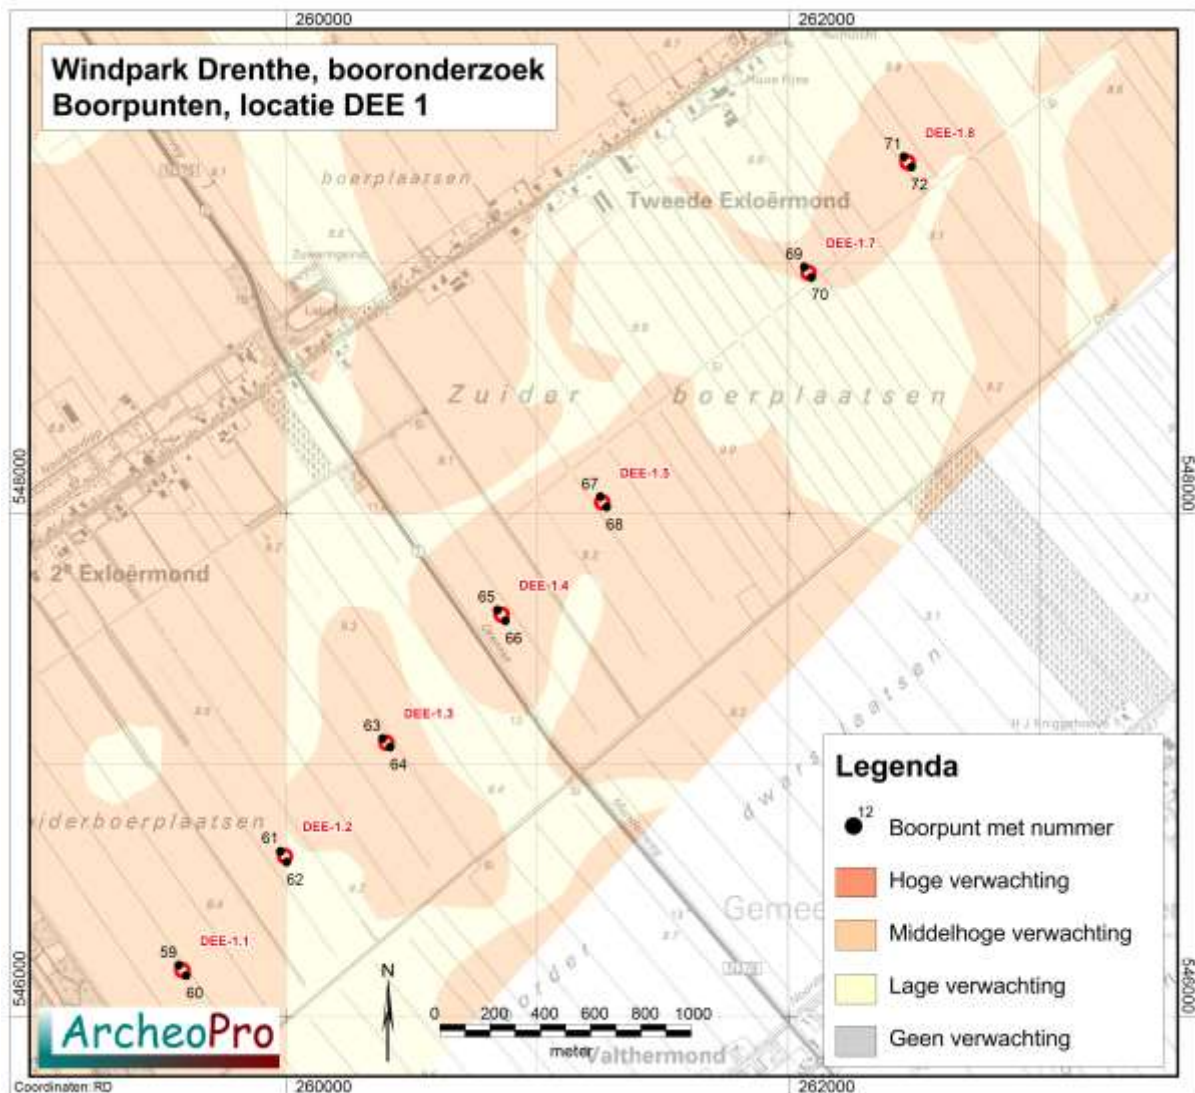 260000
262000
Windpark Drenthe, booronderzoek
Boorpunten, locatie DEE 1
boerplaatsen
Tweede Exloërmond
71
DEE-1.8
72
69
DEE-1.7
70
Zuider boerplaatsen
548000
548000
67
DEE-1.5
68
2e Exloërmond
65
DEE-1.4
66
63
DEE-1.3
64
iderboerplaatsen
61
DEE-1.2
62
59
DEE-1.1
60
dwarsplaatsen
546000
546000
Legenda
12
Boorpunt met nummer
Hoge verwachting
Middelhoge verwachting
Lage verwachting
Geen verwachting
Gemee
N
0 200 400 600 800 1000
meter
Valthermond
ArcheoPro
Coordinaten: RD
260000
262000